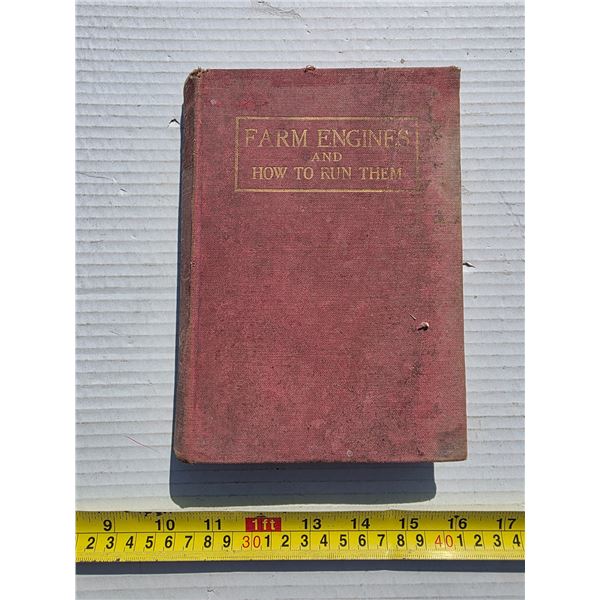 FARM ENGINES
AND
HOW TO RUN THEM
9 10 11 1ft 13 14 15 16 17
2 3 4 5 6 7 8 9 30 1 2 3 4 5 6 7 8 9 40 1 2 3 4